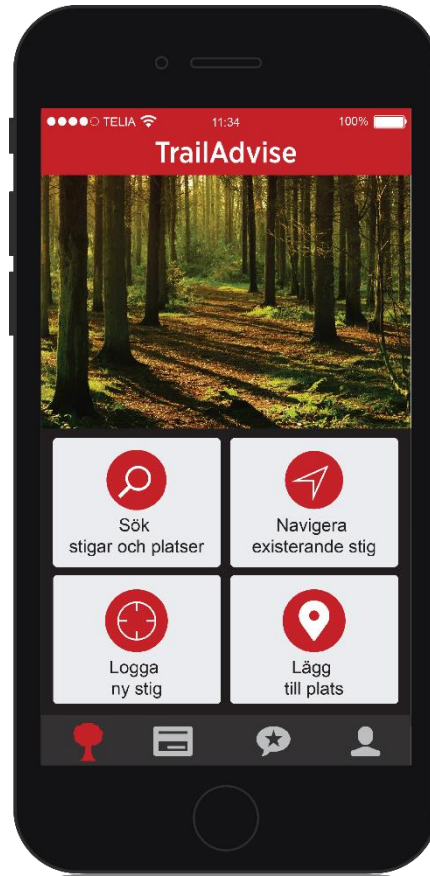 TELIA
11:34
100%
TrailAdvise
Sök
stigar och platser
Navigera
existerande stig
Logga
ny stig
Lägg
till plats